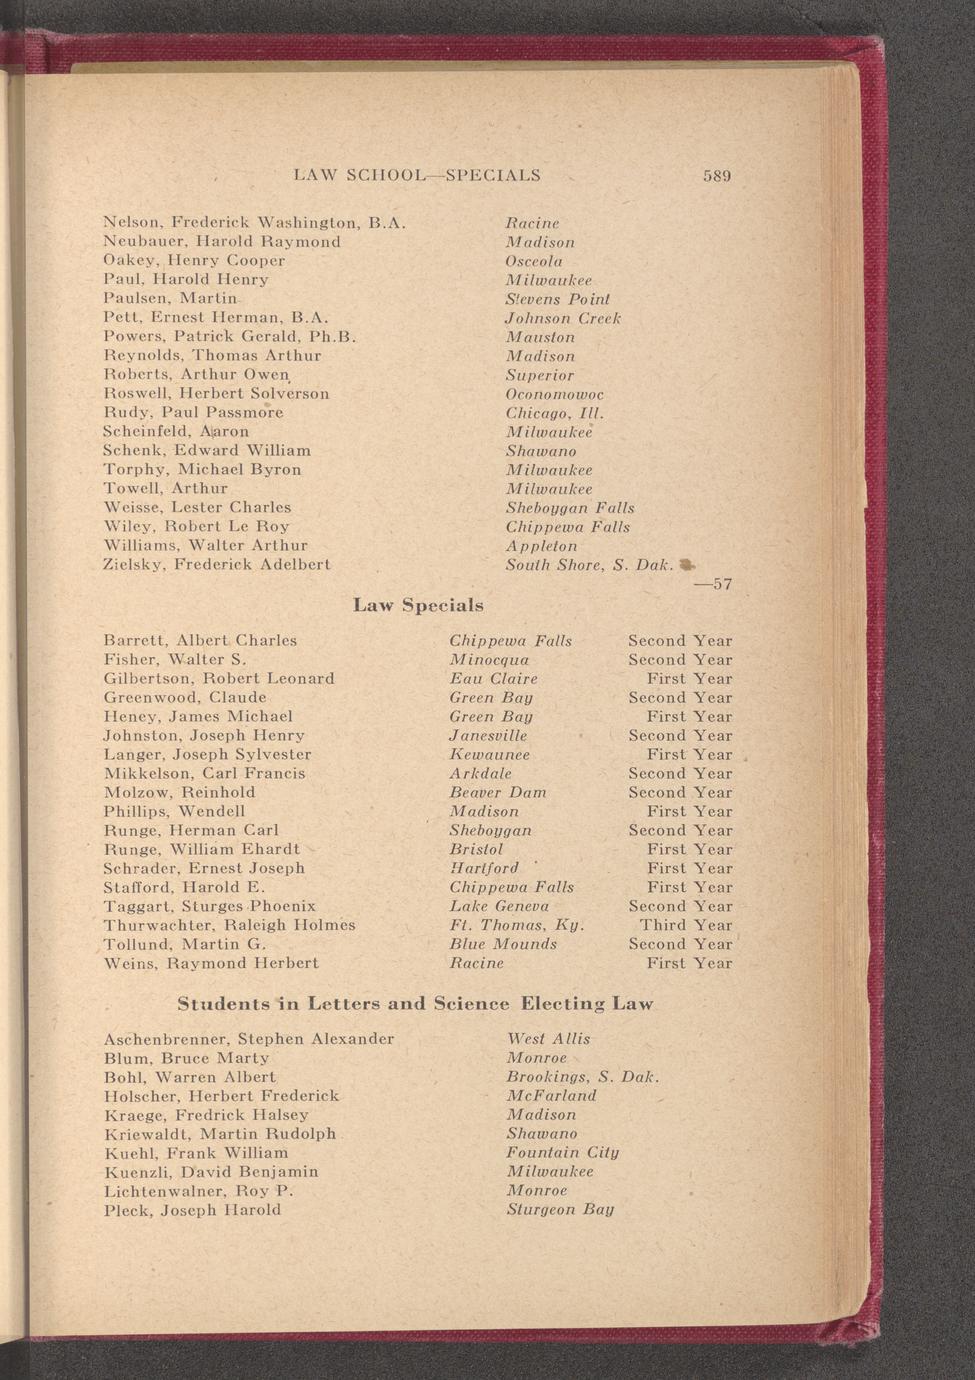 LAW SCHOOL—SPECIALS 589
Nelson, Frederick Washington, B.A. Racine
Neubauer, Harold Raymond Madison
Oakey, Henry Cooper Osceola
Paul, Harold Henry Milwaukee
Paulsen, Martin Stevens Point
Pett, Ernest Herman, B.A. Johnson Creek
Powers, Patrick Gerald, Ph.B. Mauston
Reynolds, Thomas Arthur Madison
Roberts, Arthur Owen Superior
Roswell, Herbert Solverson Oconomowoc
Rudy, Paul Passmore Chicago, Ill.
Scheinfeld, Aaron Milwaukee
Schenk, Edward William Shawano
Torphy, Michael Byron Milwaukee
Towell, Arthur Milwaukee
Weisse, Lester Charles Sheboygan Falls
Wiley, Robert Le Roy Chippewa Falls
Williams, Walter Arthur Appleton
Zielsky, Frederick Adelbert South Shore, S. Dak.
—57
Law Specials
Barrett, Albert Charles Chippewa Falls Second Year
Fisher, Walter S. Minocqua Second Year
Gilbertson, Robert Leonard Eau Claire First Year
Greenwood, Claude Green Bay Second Year
Heney, James Michael Green Bay First Year
Johnston, Joseph Henry Janesville Second Year
Langer, Joseph Sylvester Kewaunee First Year
Mikkelson, Carl Francis Arkdale Second Year
Molzow, Reinhold Beaver Dam Second Year
Phillips, Wendell Madison First Year
Runge, Herman Carl Sheboygan Second Year
Runge, William Ehardt Bristol First Year
Schrader, Ernest Joseph Hartford First Year
Stafford, Harold E. Chippewa Falls First Year
Taggart, Sturges Phoenix Lake Geneva Second Year
Thurwachter, Raleigh Holmes Ft. Thomas, Ky. Third Year
Tollund, Martin G. Blue Mounds Second Year
Weins, Raymond Herbert Racine First Year
Students in Letters and Science Electing Law
Aschenbrenner, Stephen Alexander West Allis
Blum, Bruce Marty Monroe
Bohl, Warren Albert Brookings, S. Dak.
Holscher, Herbert Frederick McFarland
Kraege, Fredrick Halsey Madison
Kriewaldt, Martin Rudolph Shawano
Kuehl, Frank William Fountain City
Kuenzli, David Benjamin Milwaukee
Lichtenwalner, Roy P. Monroe
Pleck, Joseph Harold Sturgeon Bay